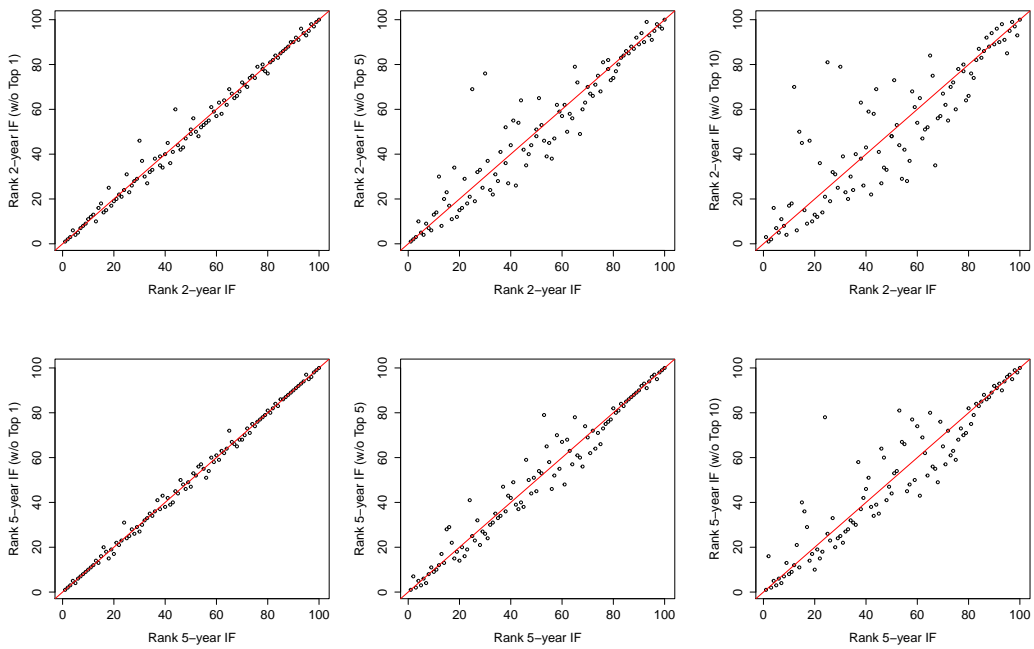 Rank 2−year IF (w/o Top 1)
0 20 40 60 80 100
0 20 40 60 80 100
Rank 2−year IF
Rank 2−year IF (w/o Top 5)
0 20 40 60 80 100
0 20 40 60 80 100
Rank 2−year IF
Rank 2−year IF (w/o Top 10)
0 20 40 60 80 100
0 20 40 60 80 100
Rank 2−year IF
Rank 5−year IF (w/o Top 1)
0 20 40 60 80 100
0 20 40 60 80 100
Rank 5−year IF
Rank 5−year IF (w/o Top 5)
0 20 40 60 80 100
0 20 40 60 80 100
Rank 5−year IF
Rank 5−year IF (w/o Top 10)
0 20 40 60 80 100
0 20 40 60 80 100
Rank 5−year IF